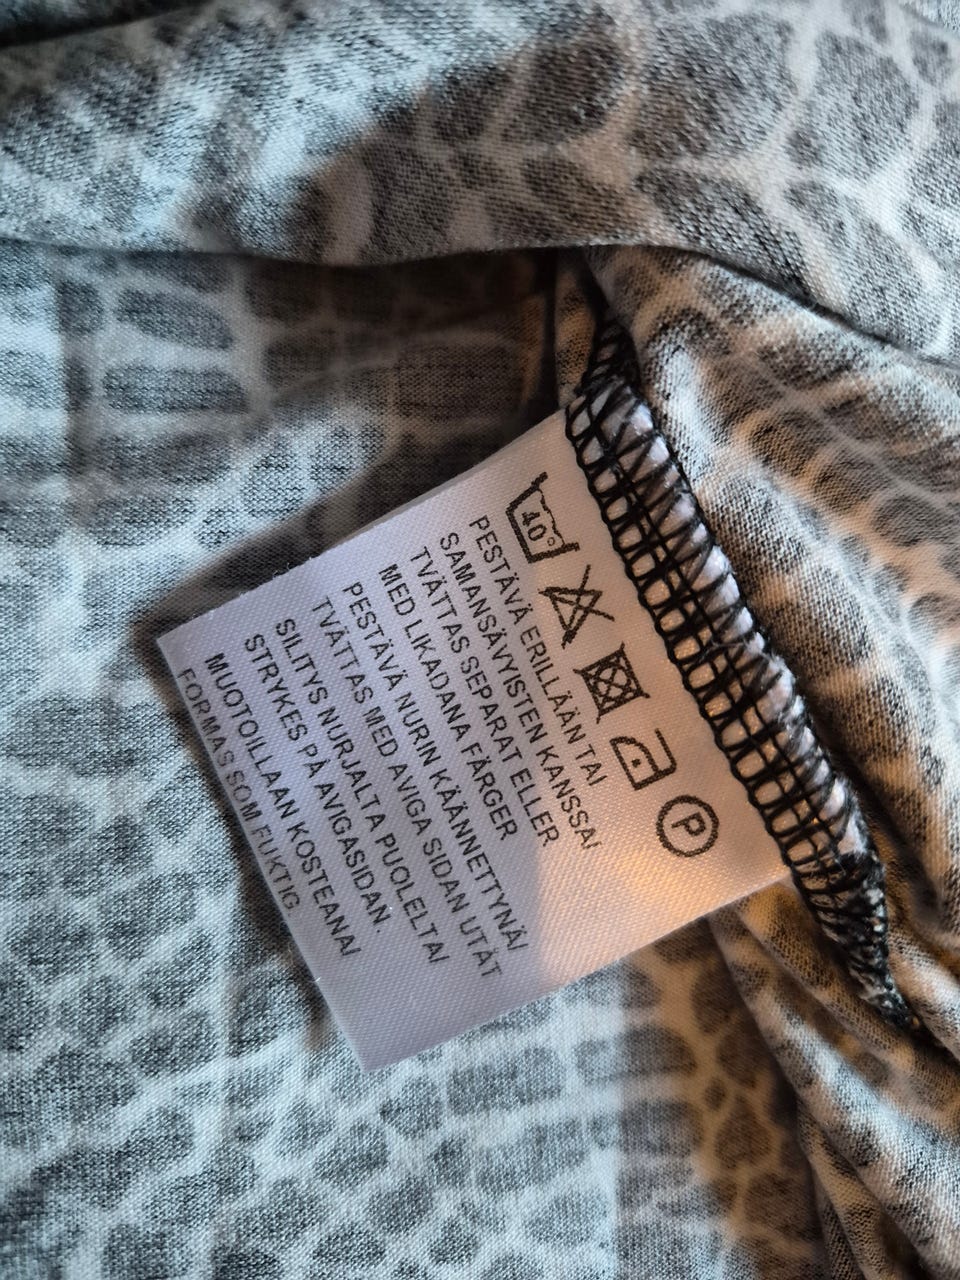 40°
P
PESTÄVÄ ERILLÄÄN TAI
SAMANSÄVYISTEN KANSSA/
TVÄTTAS SEPARAT ELLER
MED LIKADANA FÄRGER
PESTÄVÄ NURIN KÄÄNNETTYNÄ/
TVÄTTAS MED AVIGA SIDAN UTÅT
SILITYS NURJALTA PUOLELTA/
STRYKES PÅ AVIGASIDAN.
MUOTOILLAAN KOSTEANA/
FORMAS SOM FUKTIG.